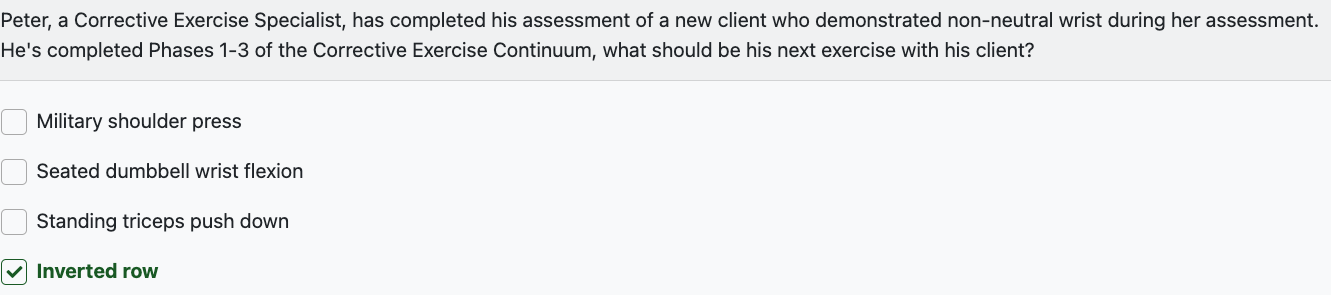 Peter, a Corrective Exercise Specialist, has completed his assessment of a new client who demonstrated non-neutral wrist during her assessment.
He's completed Phases 1-3 of the Corrective Exercise Continuum, what should be his next exercise with his client?
Military shoulder press
Seated dumbbell wrist flexion
Standing triceps push down
Inverted row